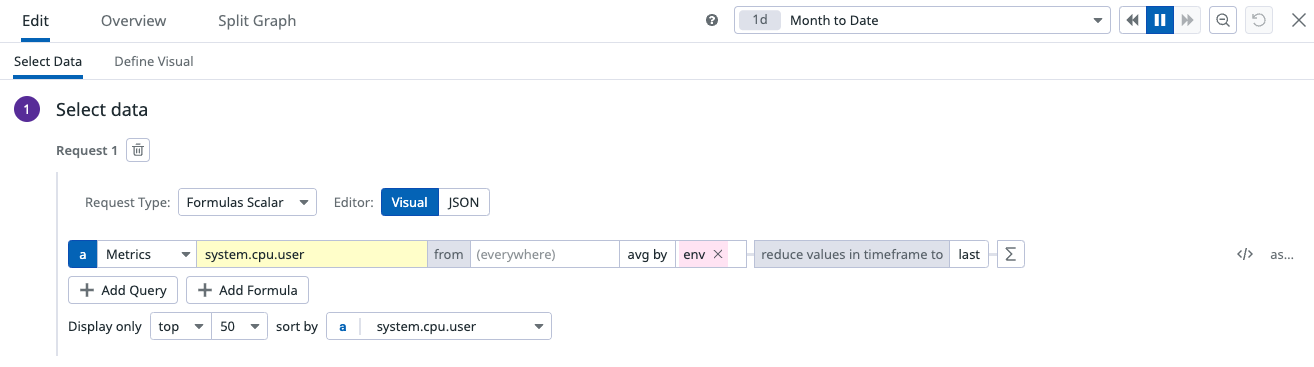 Edit Overview Split Graph ? 1d Month to Date
Select Data Define Visual
1 Select data
Request 1
Request Type: Formulas Scalar Editor: Visual JSON
a Metrics system.cpu.user from (everywhere) avg by env reduce values in timeframe to last Σ </> as...
Add Query Add Formula
Display only top 50 sort by a system.cpu.user